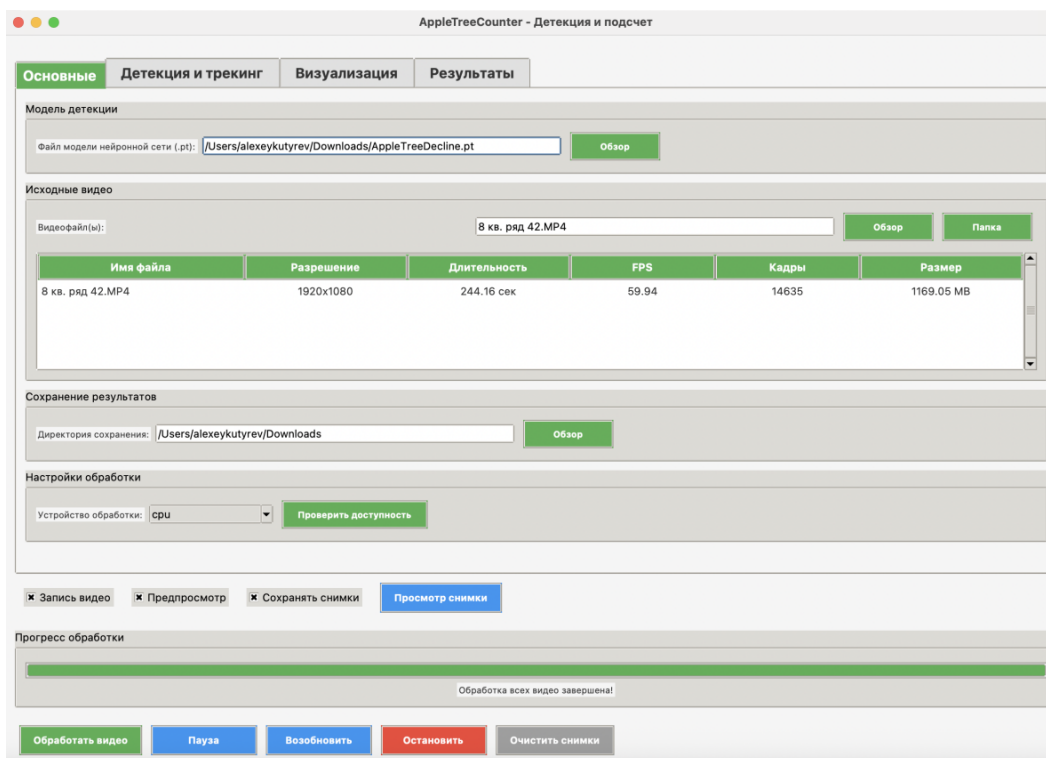 AppleTreeCounter - Детекция и подсчет
Основные Детекция и трекинг Визуализация Результаты
Модель детекции
Файл модели нейронной сети (.pt): /Users/alexeykutyrev/Downloads/AppleTreeDecline.pt Обзор
Исходные видео
Видеофайл(ы): 8 кв. ряд 42.MP4 Обзор Папка
Имя файла Разрешение Длительность FPS Кадры Размер
8 кв. ряд 42.MP4 1920x1080 244.16 сек 59.94 14635 1169.05 MB
Сохранение результатов
Директория сохранения: /Users/alexeykutyrev/Downloads Обзор
Настройки обработки
Устройство обработки: cpu Проверить доступность
Запись видео Предпросмотр Сохранять снимки Просмотр снимки
Прогресс обработки
Обработка всех видео завершена!
Обработать видео Пауза Возобновить Остановить Очистить снимки